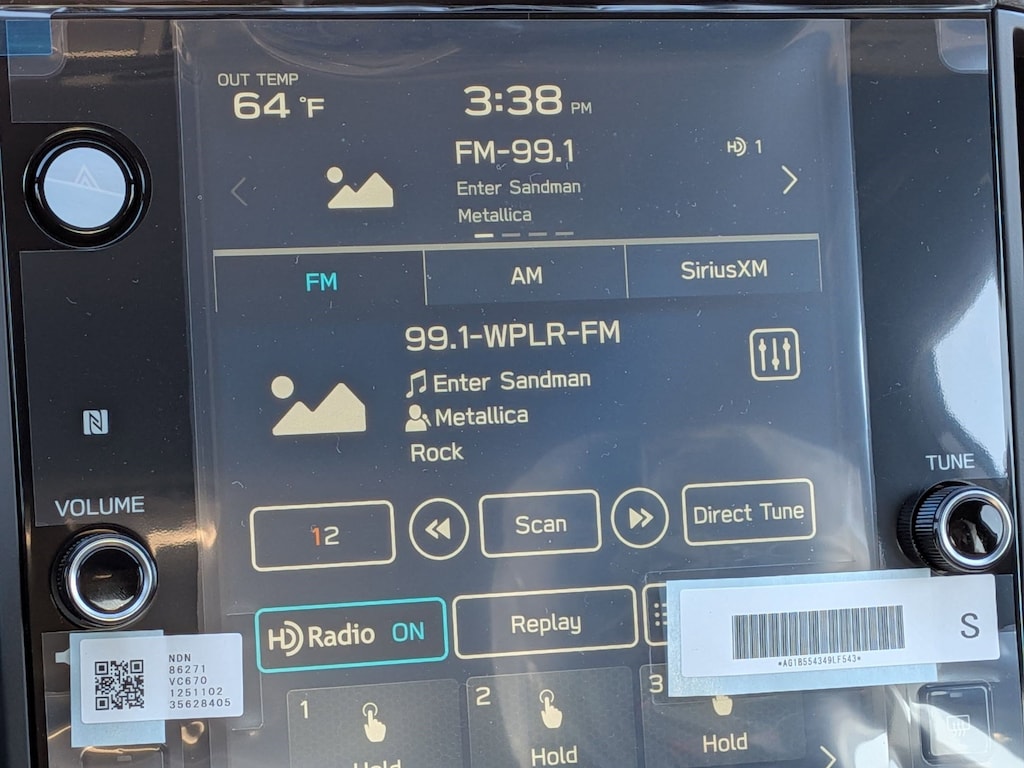 OUT TEMP
64 °F
3:38 PM
FM-99.1
HD 1
Enter Sandman
Metallica
FM
AM
SiriusXM
99.1-WPLR-FM
Enter Sandman
Metallica
Rock
VOLUME
TUNE
12
Scan
Direct Tune
HD Radio ON
Replay
*AG1BS54349LF543*
S
NDN
86271
VC670
1251102
35628405
1
2
3
Hold
Hold
Hold